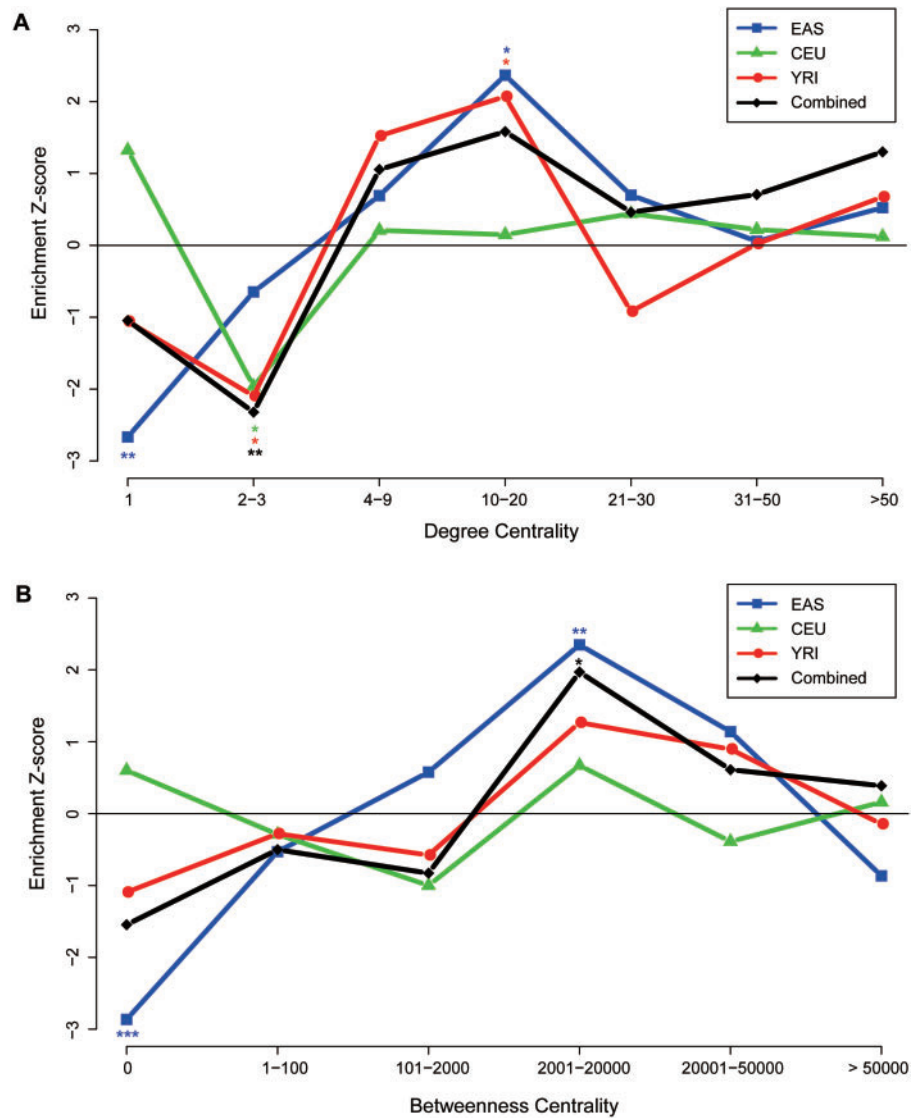 A
3
2
1
0
−1
−2
−3
Enrichment Z-score
EAS
CEU
YRI
Combined
*
*
**
*
*
**
1 2−3 4−9 10−20 21−30 31−50 >50
Degree Centrality
B
3
2
1
0
−1
−2
−3
Enrichment Z-score
EAS
CEU
YRI
Combined
**
*
***
0 1−100 101−2000 2001−20000 20001−50000 > 50000
Betweenness Centrality